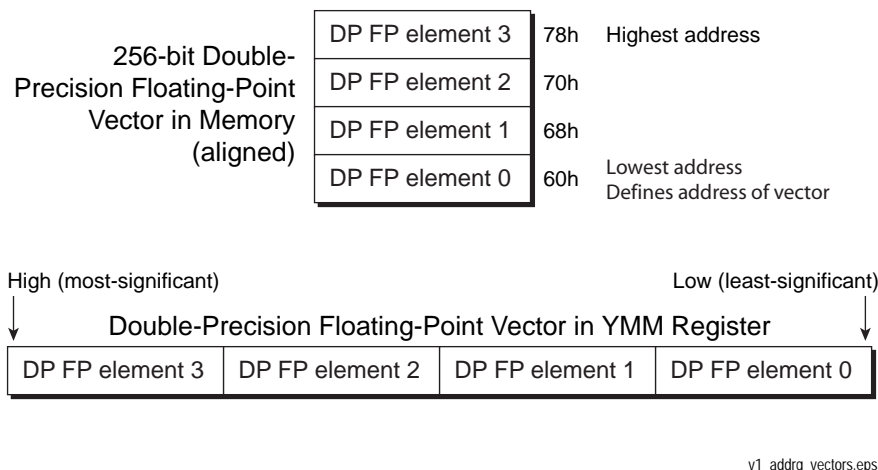 256-bit Double-
Precision Floating-Point
Vector in Memory
(aligned)
DP FP element 3 78h Highest address
DP FP element 2 70h
DP FP element 1 68h
DP FP element 0 60h Lowest address
Defines address of vector
High (most-significant) Low (least-significant)
Double-Precision Floating-Point Vector in YMM Register
DP FP element 3 DP FP element 2 DP FP element 1 DP FP element 0
v1_addrg_vectors.eps